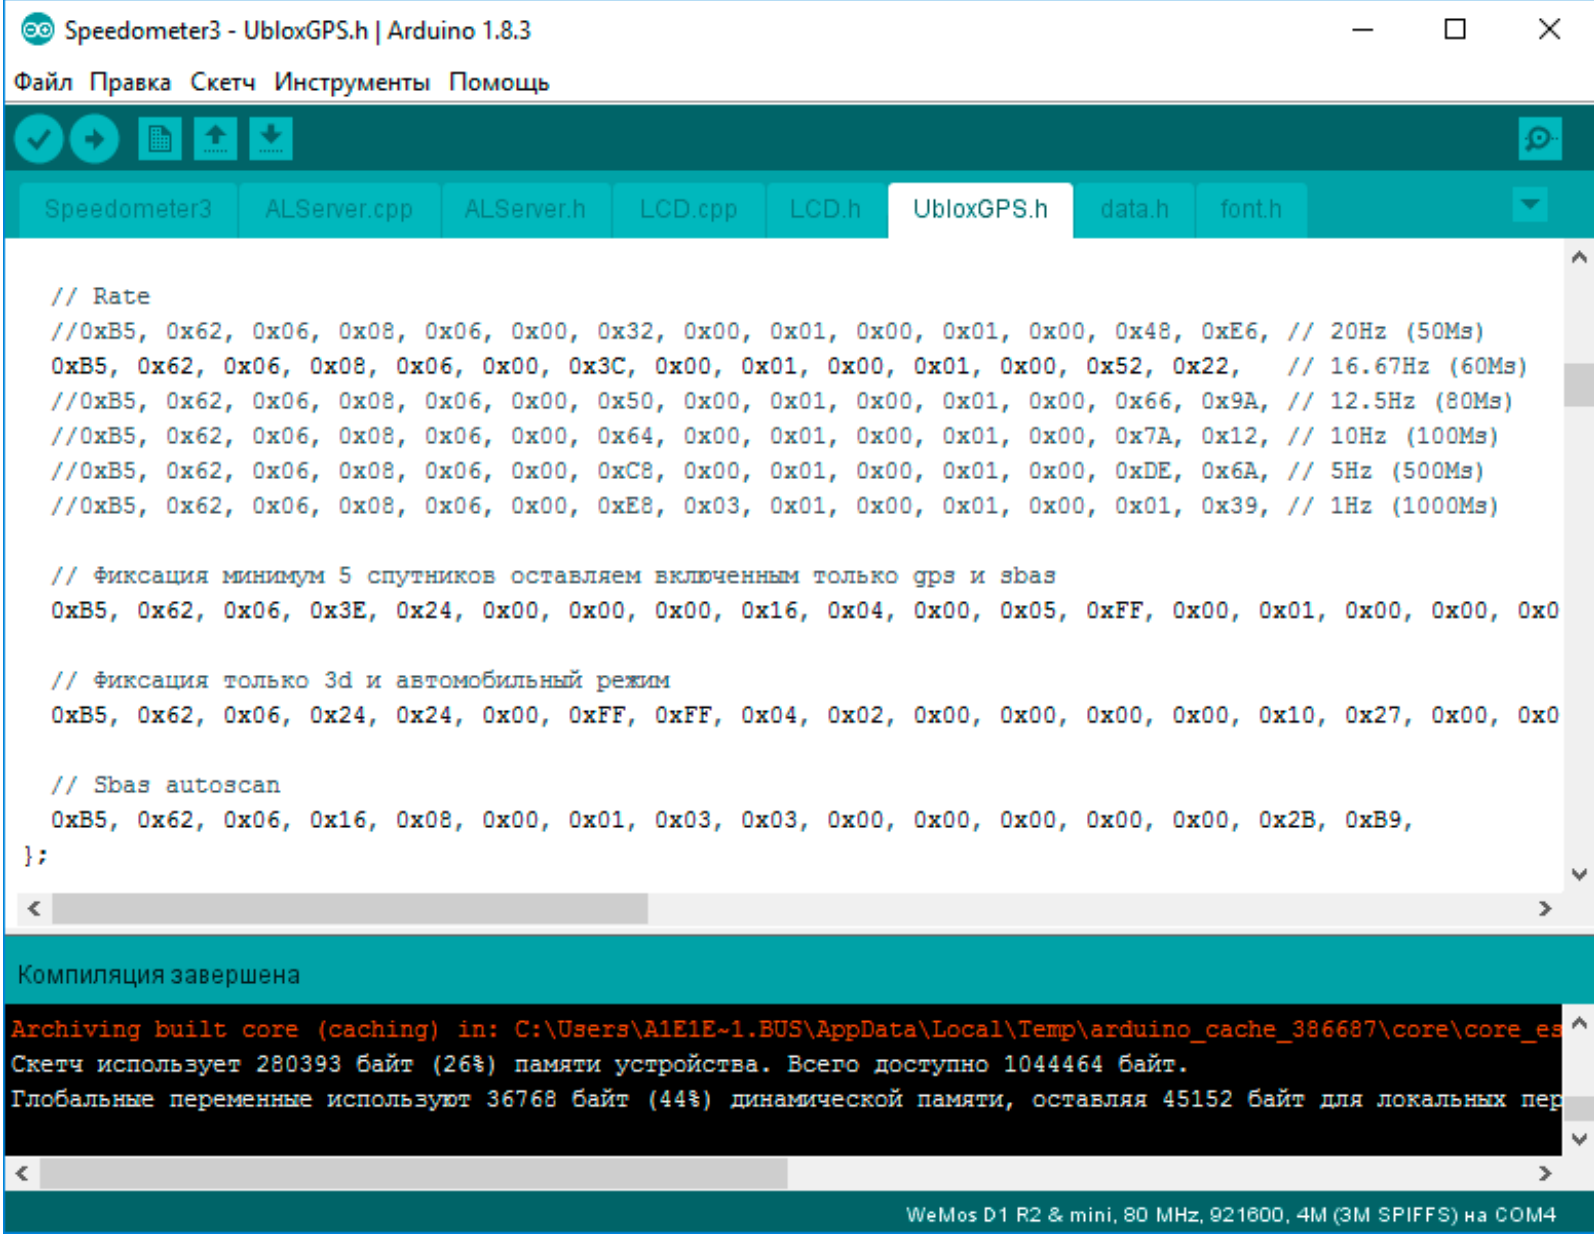 Speedometer3 - UbloxGPS.h | Arduino 1.8.3
Файл Правка Скетч Инструменты Помощь
Speedometer3 ALServer.cpp ALServer.h LCD.cpp LCD.h UbloxGPS.h data.h font.h
// Rate
//0xB5, 0x62, 0x06, 0x08, 0x06, 0x00, 0x32, 0x00, 0x01, 0x00, 0x01, 0x00, 0x48, 0xE6, // 20Hz (50Ms)
0xB5, 0x62, 0x06, 0x08, 0x06, 0x00, 0x3C, 0x00, 0x01, 0x00, 0x01, 0x00, 0x52, 0x22, // 16.67Hz (60Ms)
//0xB5, 0x62, 0x06, 0x08, 0x06, 0x00, 0x50, 0x00, 0x01, 0x00, 0x01, 0x00, 0x66, 0x9A, // 12.5Hz (80Ms)
//0xB5, 0x62, 0x06, 0x08, 0x06, 0x00, 0x64, 0x00, 0x01, 0x00, 0x01, 0x00, 0x7A, 0x12, // 10Hz (100Ms)
//0xB5, 0x62, 0x06, 0x08, 0x06, 0x00, 0xC8, 0x00, 0x01, 0x00, 0x01, 0x00, 0xDE, 0x6A, // 5Hz (500Ms)
//0xB5, 0x62, 0x06, 0x08, 0x06, 0x00, 0xE8, 0x03, 0x01, 0x00, 0x01, 0x00, 0x01, 0x39, // 1Hz (1000Ms)
// Фиксация минимум 5 спутников оставляем включенным только gps и sbas
0xB5, 0x62, 0x06, 0x3E, 0x24, 0x00, 0x00, 0x00, 0x16, 0x04, 0x00, 0x05, 0xFF, 0x00, 0x01, 0x00, 0x00, 0x0
// Фиксация только 3d и автомобильный режим
0xB5, 0x62, 0x06, 0x24, 0x24, 0x00, 0xFF, 0xFF, 0x04, 0x02, 0x00, 0x00, 0x00, 0x00, 0x10, 0x27, 0x00, 0x0
// Sbas autoscan
0xB5, 0x62, 0x06, 0x16, 0x08, 0x00, 0x01, 0x03, 0x03, 0x00, 0x00, 0x00, 0x00, 0x00, 0x2B, 0xB9,
};
Компиляция завершена
Archiving built core (caching) in: C:\Users\A1E1E~1.BUS\AppData\Local\Temp\arduino_cache_386687\core\core_es
Скетч использует 280393 байт (26%) памяти устройства. Всего доступно 1044464 байт.
Глобальные переменные используют 36768 байт (44%) динамической памяти, оставляя 45152 байт для локальных пер
WeMos D1 R2 & mini, 80 MHz, 921600, 4M (3M SPIFFS) на COM4